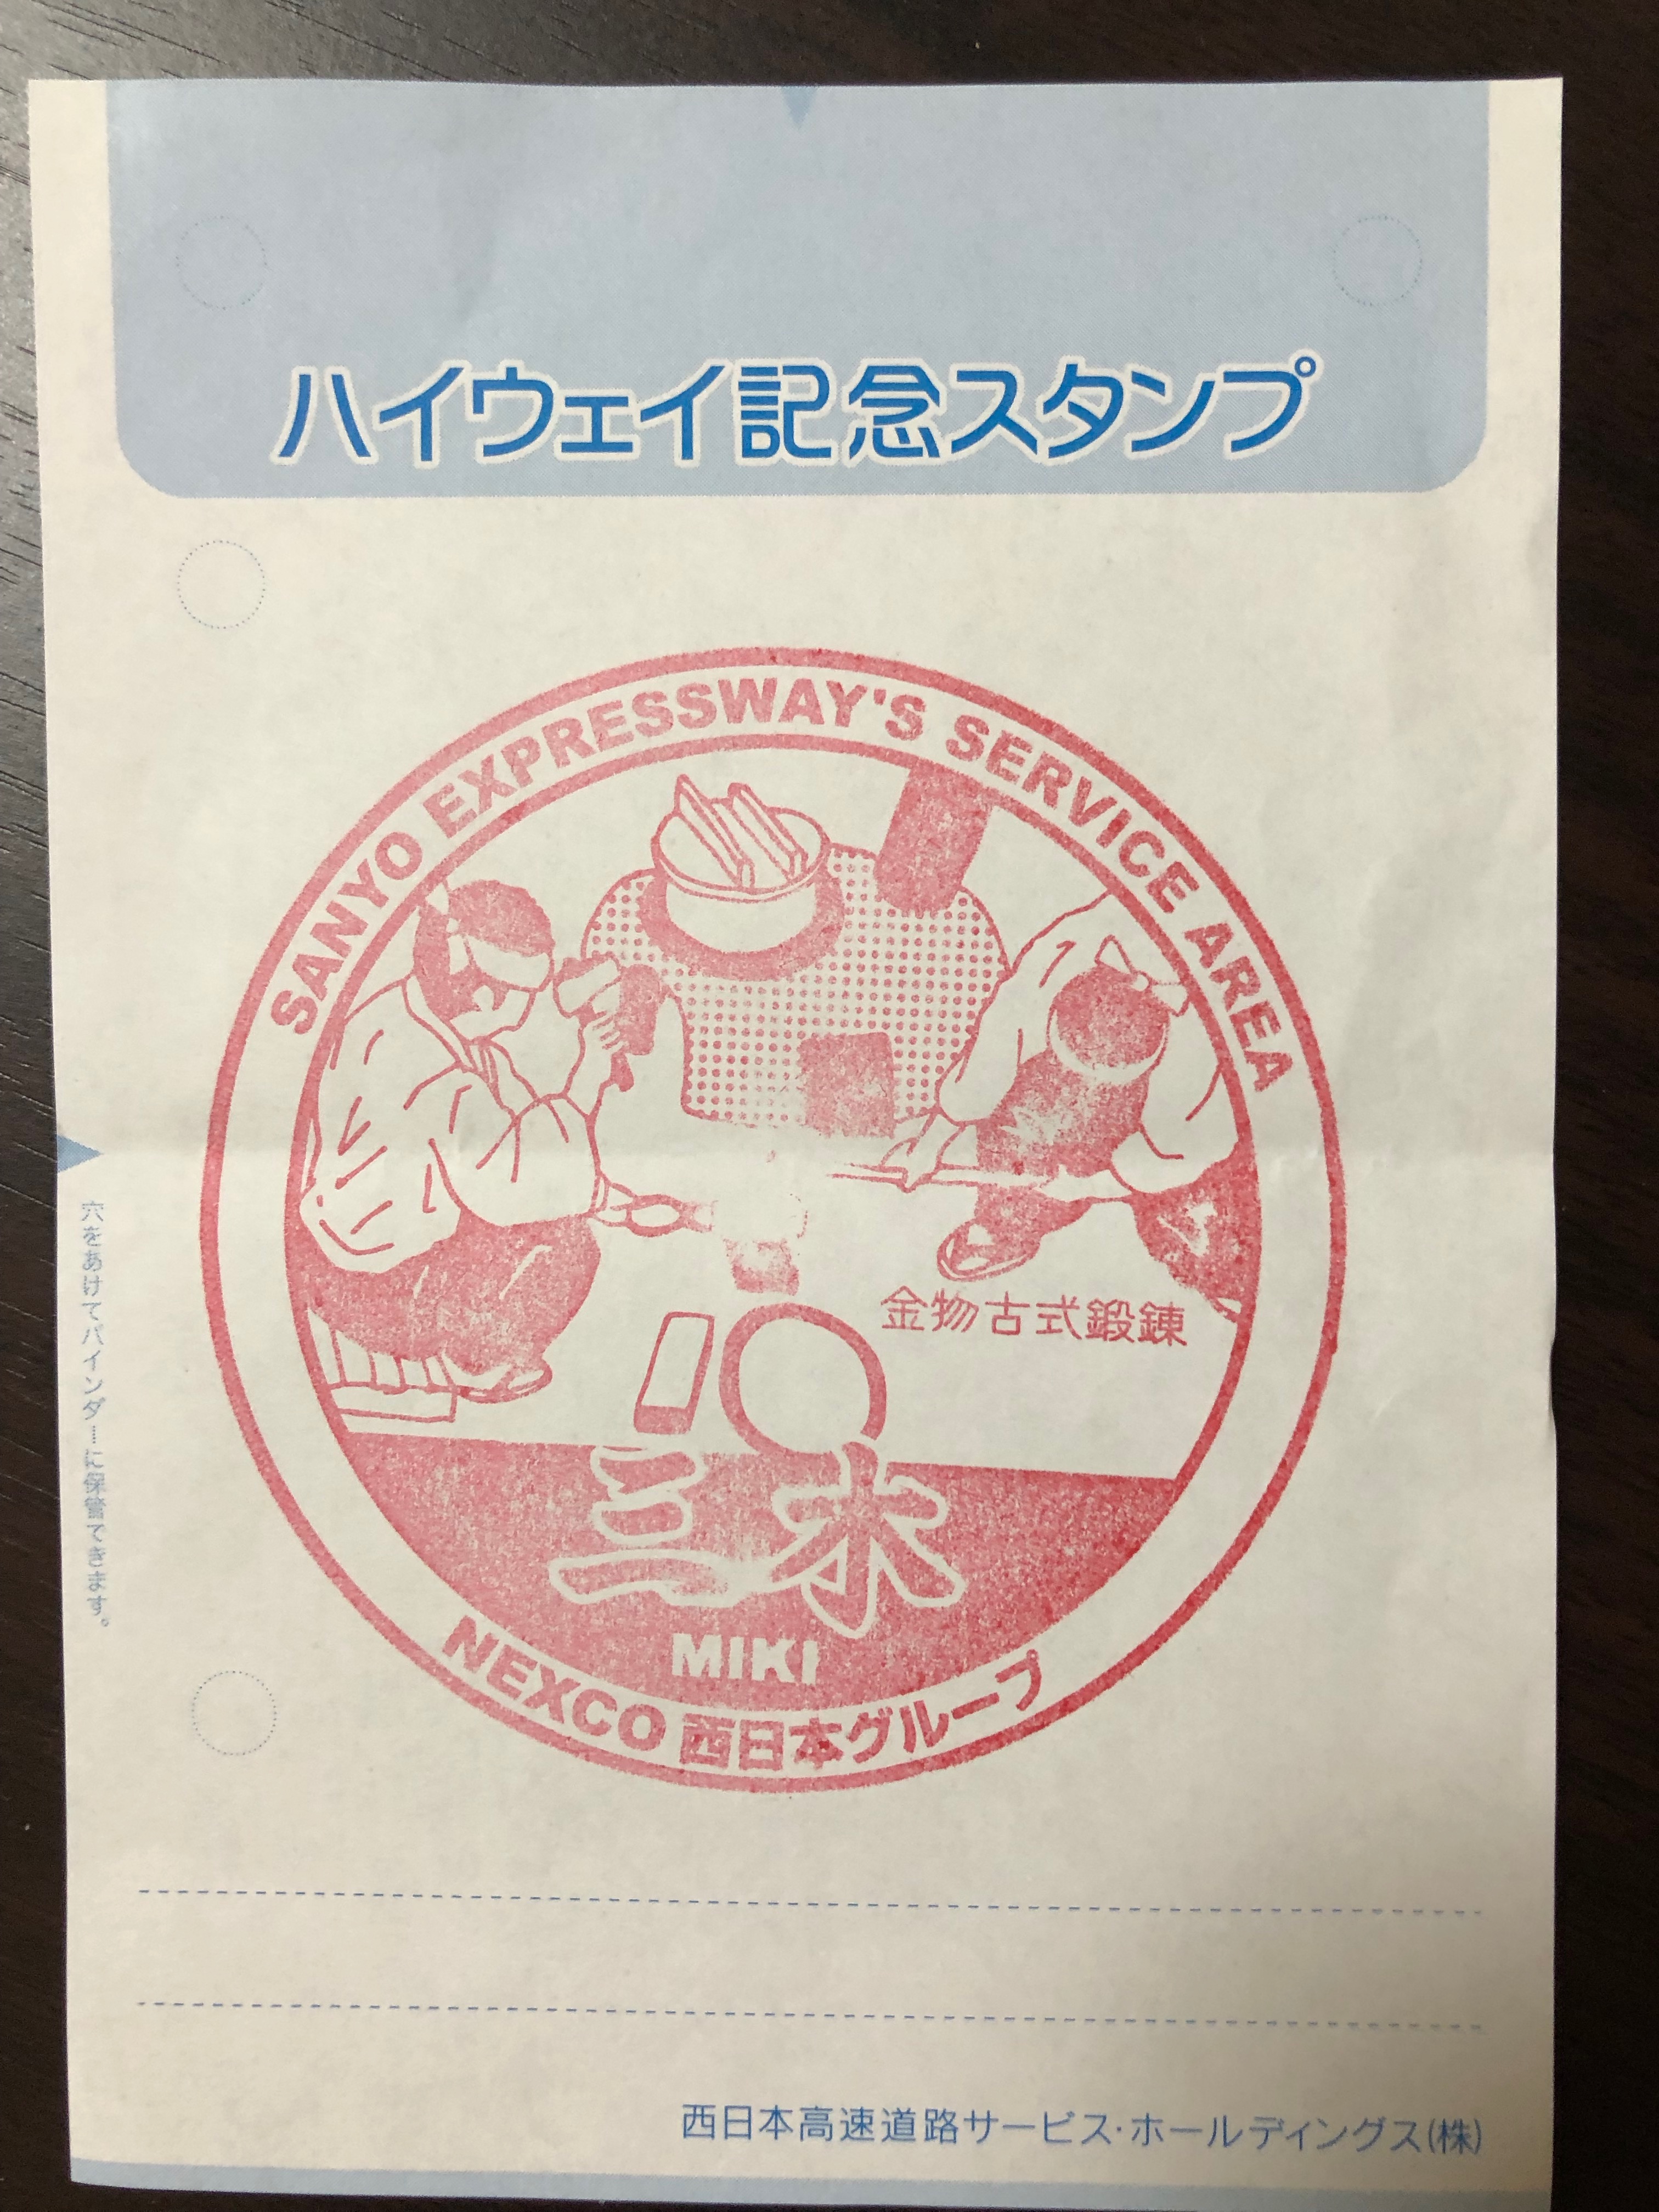 ハイウェイ記念スタンプ
SANYO EXPRESSWAY'S SERVICE AREA
金物古式鍛錬
三木
MIKI
NEXCO 西日本グループ
穴をあけてバインダーに保管できます。
西日本高速道路サービス・ホールディングス(株)